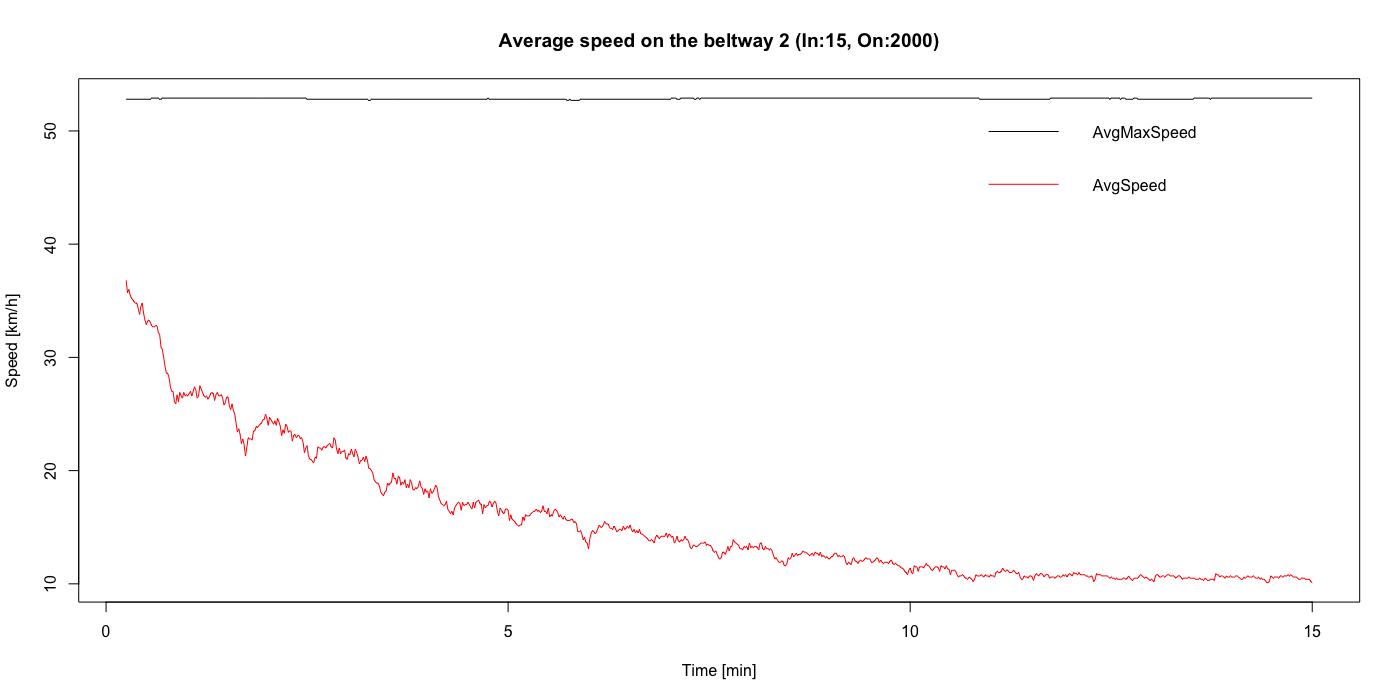 Average speed on the beltway 2 (In:15, On:2000)
Speed [km/h]
50
40
30
20
10
AvgMaxSpeed
AvgSpeed
0 5 10 15
Time [min]